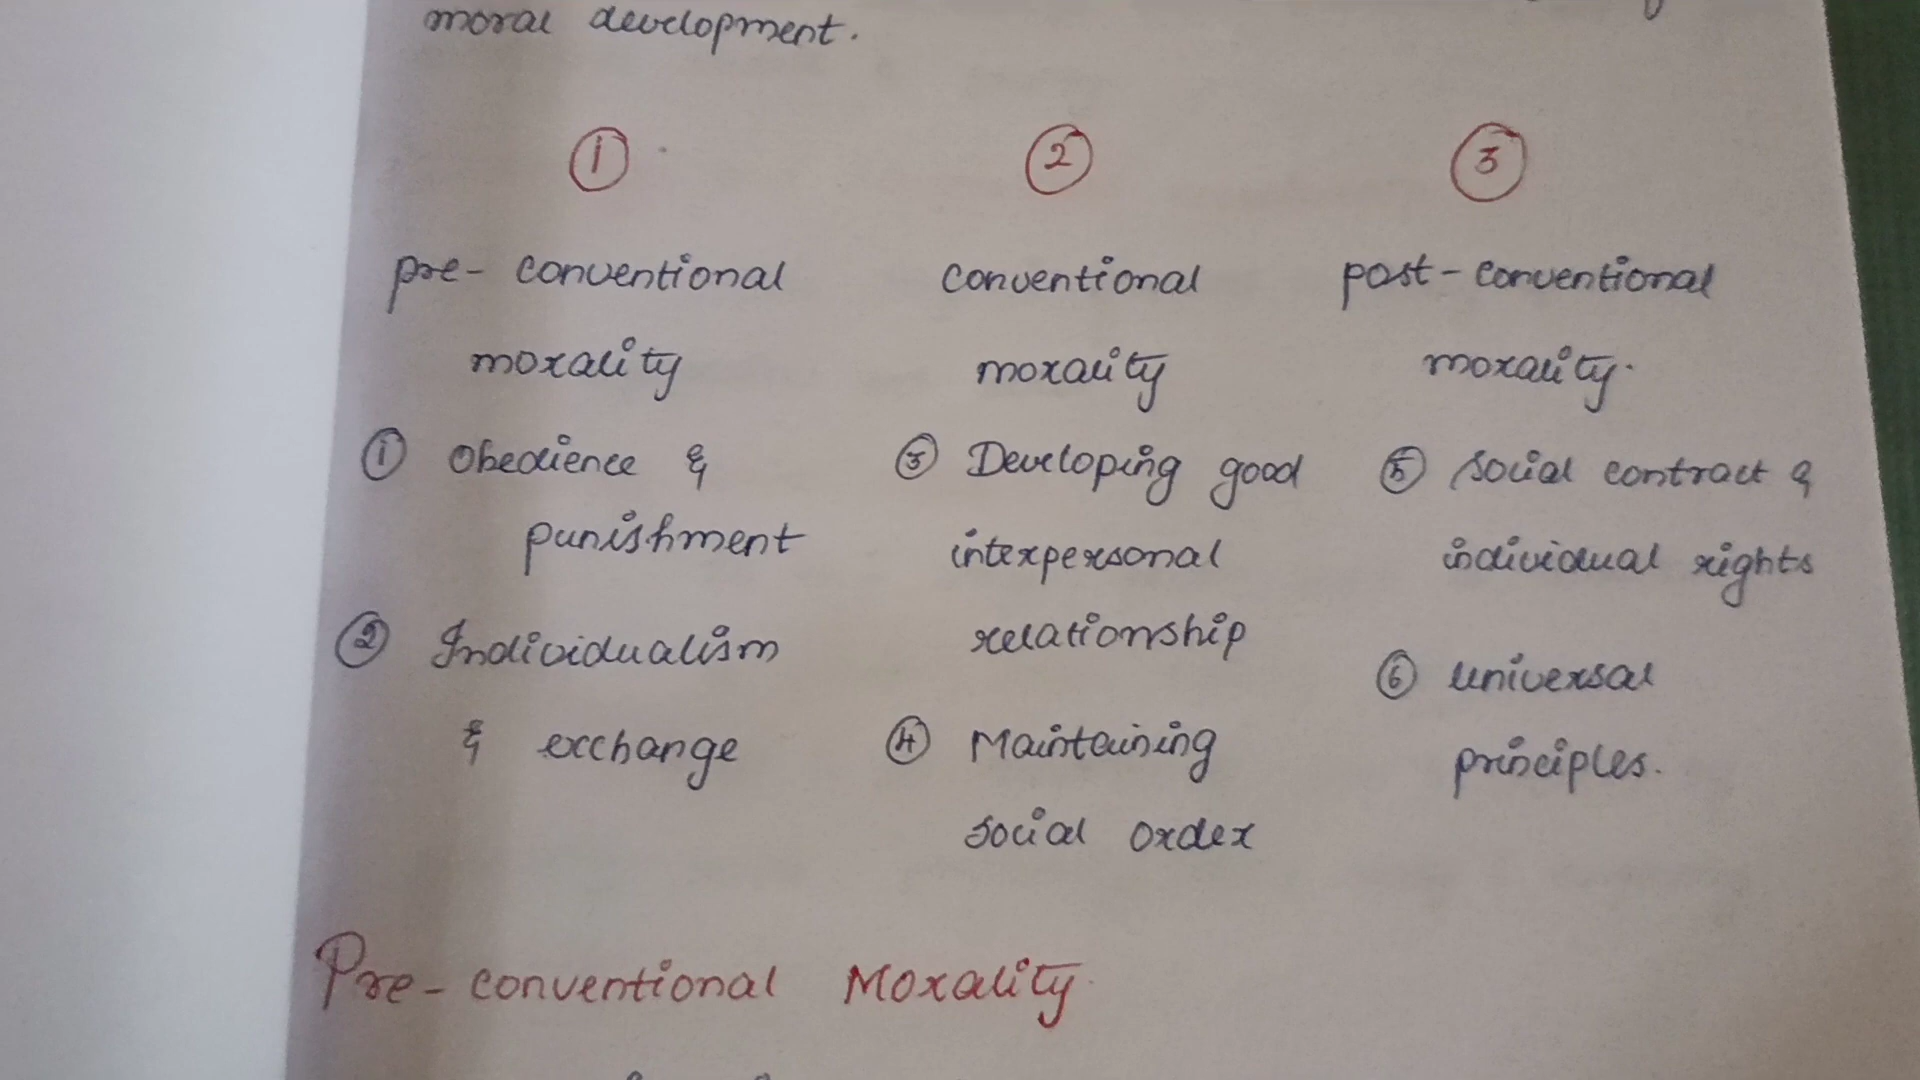 moral development.
① ② ③
pre- conventional conventional post-conventional
morality morality morality.
① Obedience & ③ Developing good ⑤ social contract &
punishment interpersonal individual rights
② Individualism relationship ⑥ universal
& exchange ④ Maintaining principles.
social order
Pre-conventional Morality.